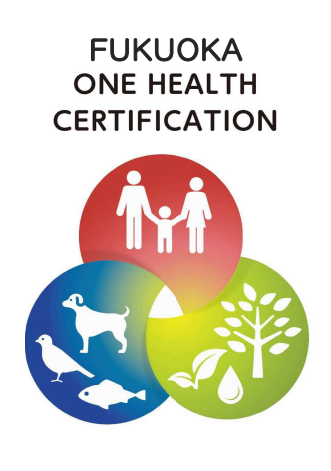 FUKUOKA
ONE HEALTH
CERTIFICATION